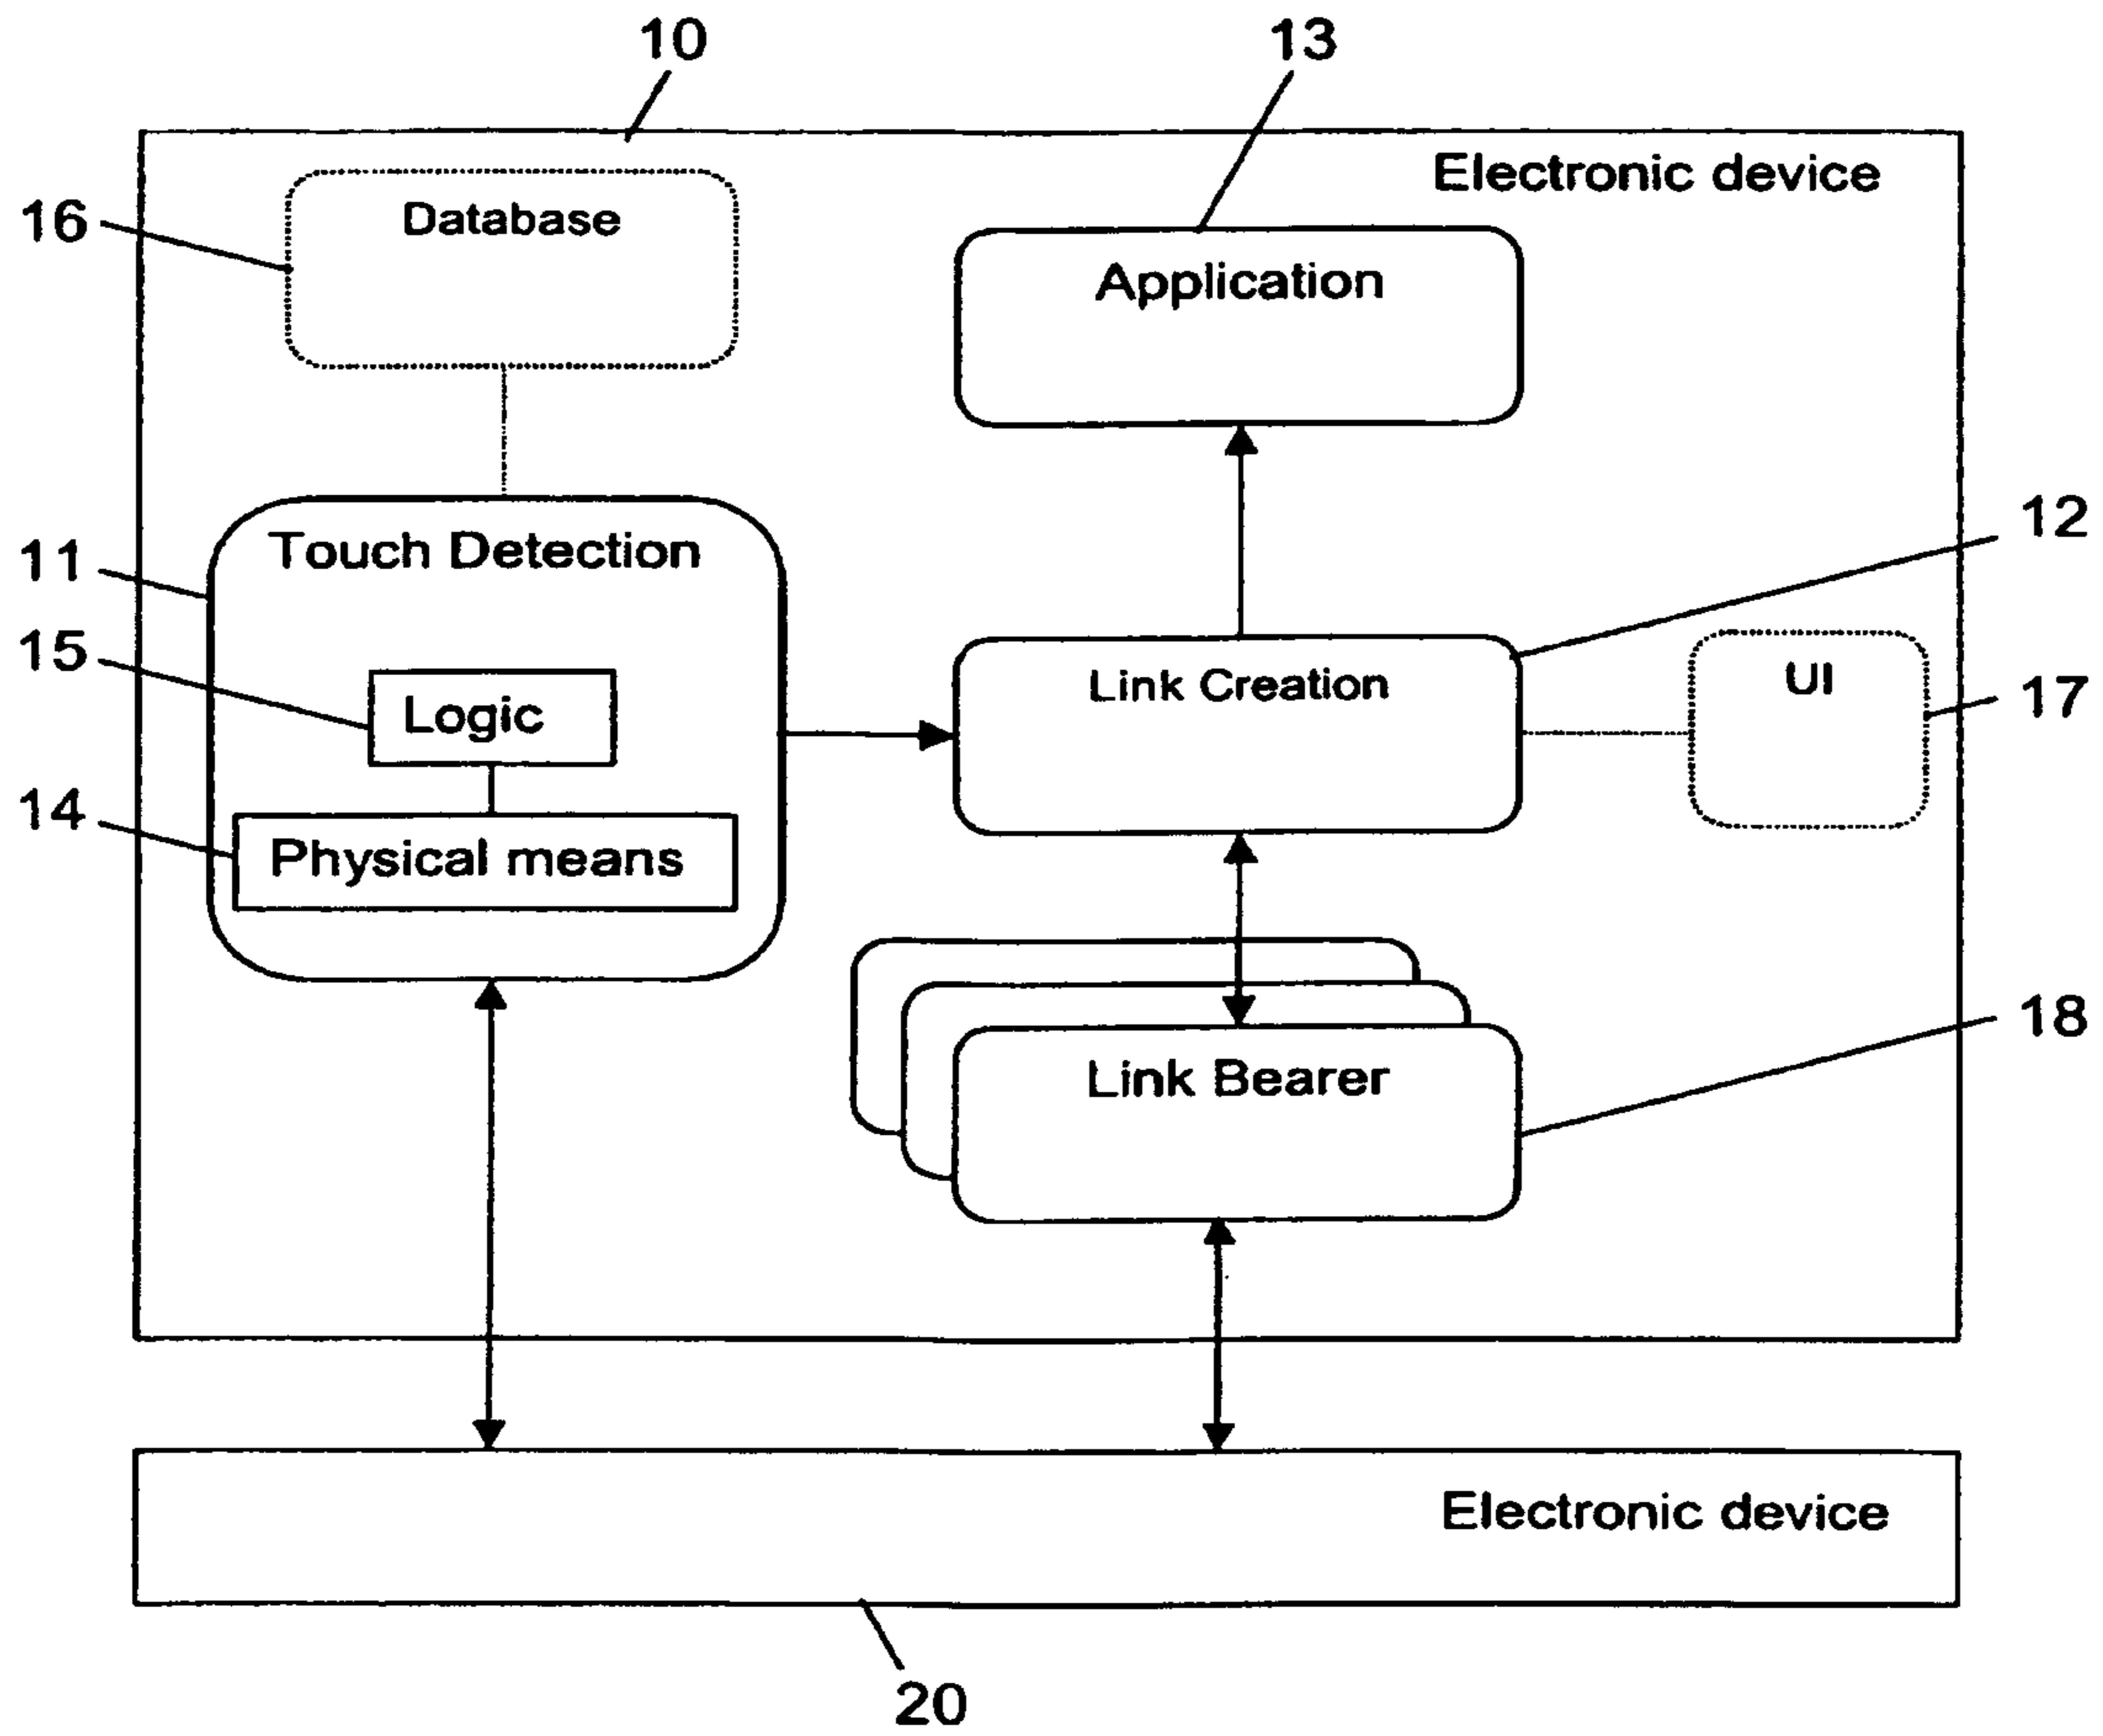 10
13
Electronic device
16
Database
Application
11
Touch Detection
12
15
Logic
Link Creation
UI
17
14
Physical means
18
Link Bearer
Electronic device
20